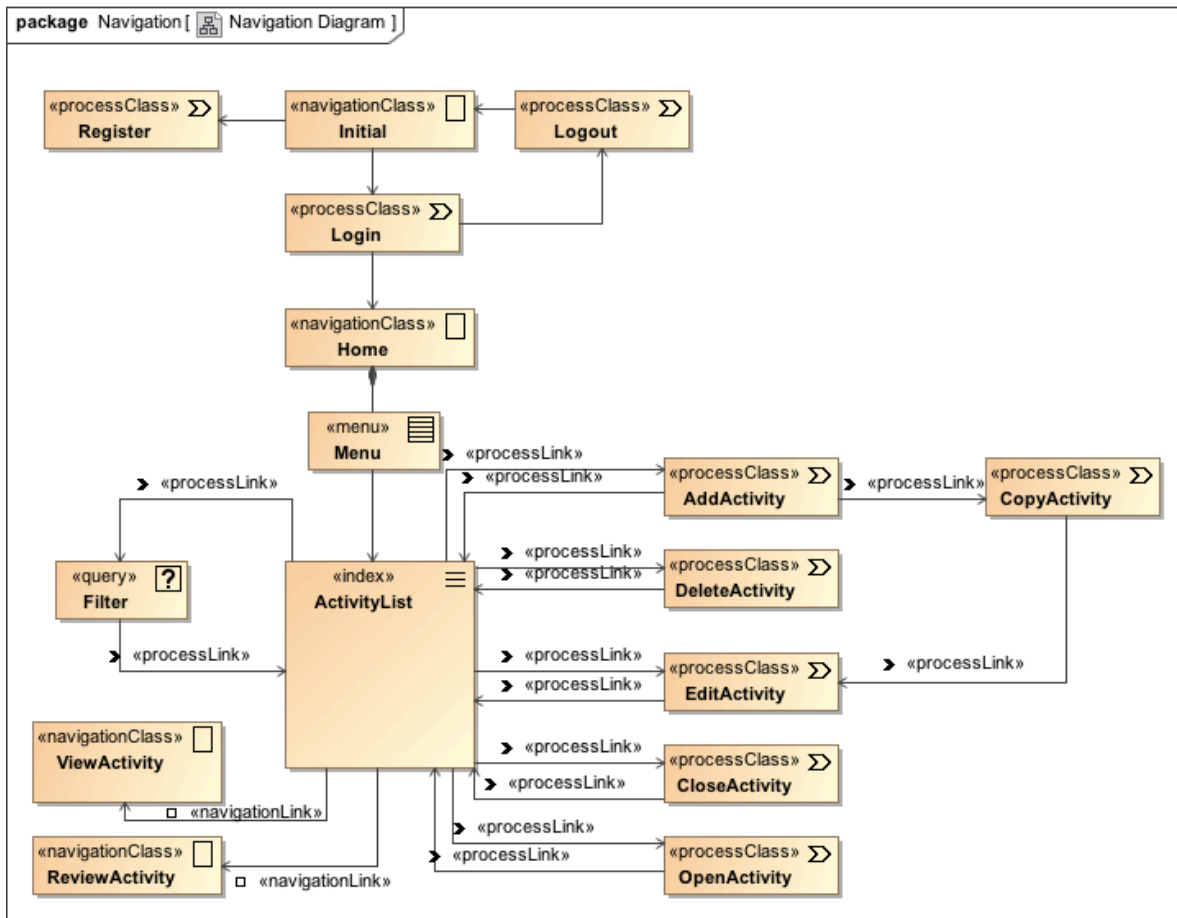 package Navigation [ Navigation Diagram ]
«processClass»
Register
«navigationClass»
Initial
«processClass»
Logout
«processClass»
Login
«navigationClass»
Home
«menu»
Menu
«processLink»
«processLink»
«processClass»
AddActivity
«processLink»
«processClass»
CopyActivity
«processLink»
«query»
?
Filter
«processLink»
«index»
ActivityList
«processLink»
«processLink»
«processClass»
DeleteActivity
«processLink»
«processLink»
«processClass»
EditActivity
«processLink»
«processLink»
«processLink»
«processClass»
CloseActivity
«navigationClass»
ViewActivity
«navigationLink»
«navigationClass»
ReviewActivity
«navigationLink»
«processLink»
«processLink»
«processClass»
OpenActivity